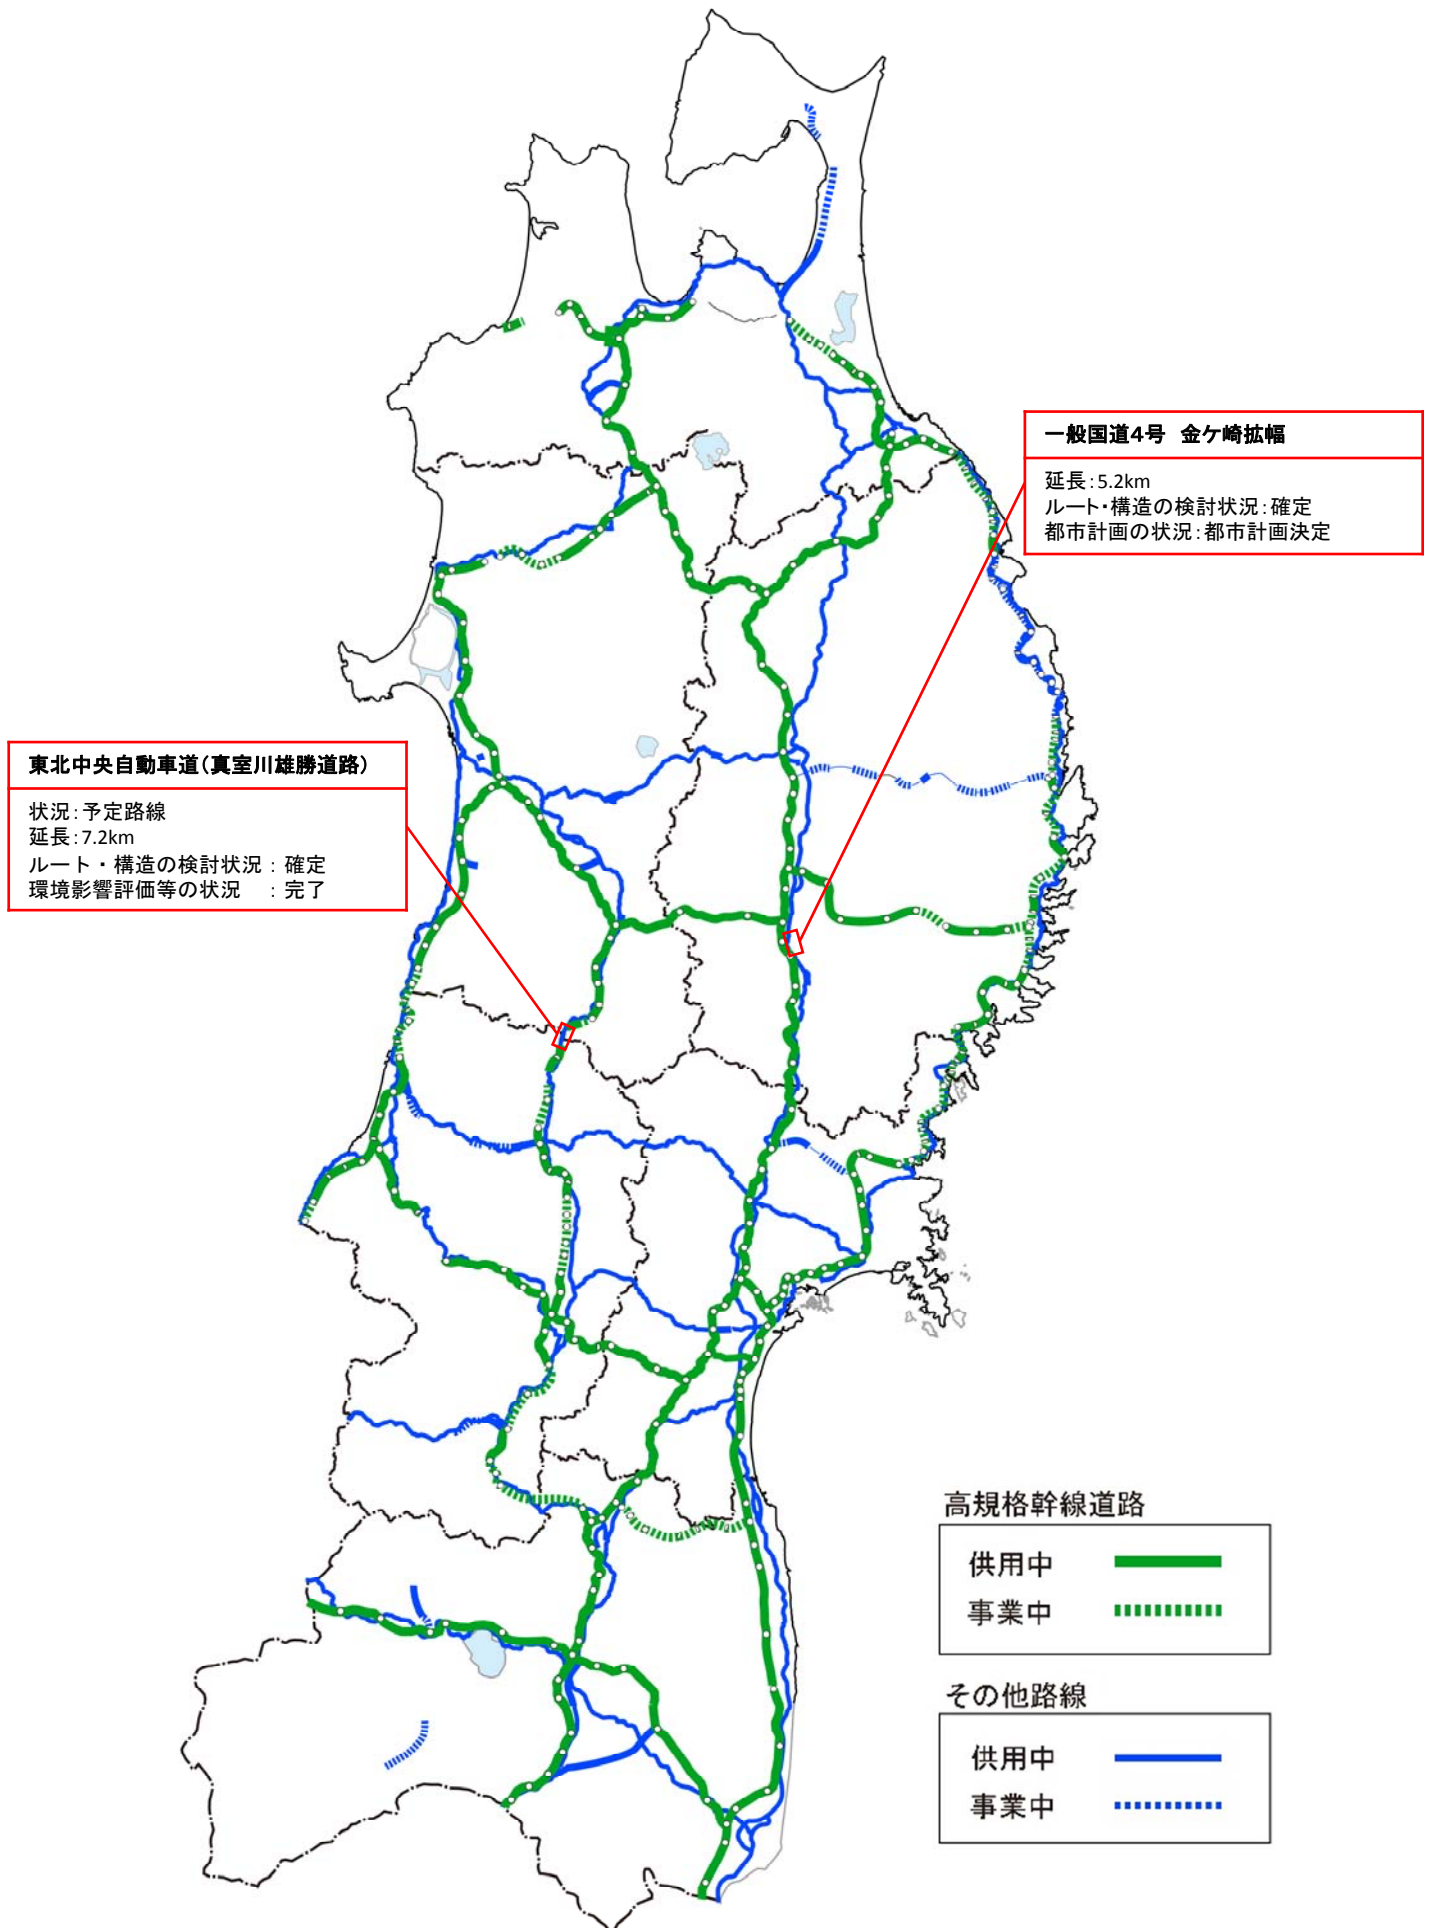 一般国道4号 金ケ崎拡幅
延長:5.2km
ルート・構造の検討状況:確定
都市計画の状況:都市計画決定
東北中央自動車道(真室川雄勝道路)
状況:予定路線
延長:7.2km
ルート・構造の検討状況:確定
環境影響評価等の状況 :完了
高規格幹線道路
供用中
事業中
その他路線
供用中
事業中